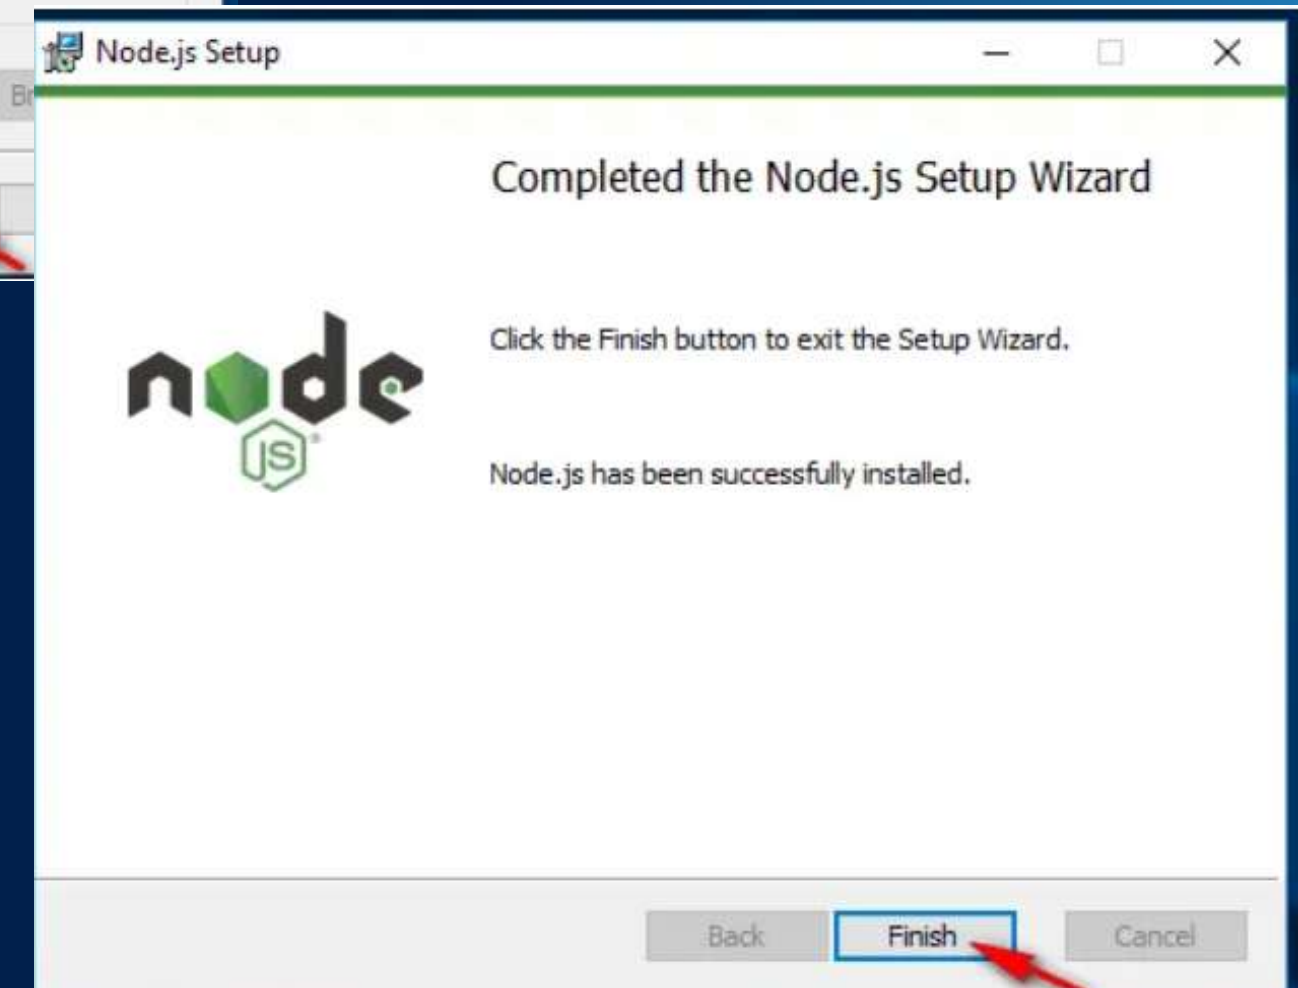 Node.js Setup
Br
Completed the Node.js Setup Wizard
Click the Finish button to exit the Setup Wizard.
node
JS®
Node.js has been successfully installed.
Back Finish Cancel